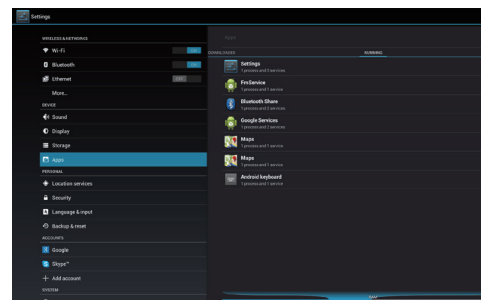 Settings
WIRELESS & NETWORKS
Wi-Fi
ON
Bluetooth
ON
Ethernet
OFF
More...
DEVICE
Sound
Display
Storage
Apps
PERSONAL
Location services
Security
Language & input
Backup & reset
ACCOUNTS
Google
Skype™
Add account
SYSTEM
Apps
DOWNLOADED
RUNNING
Settings
1 process and 0 services
FmService
1 process and 1 service
Bluetooth Share
1 process and 2 services
Google Services
1 process and 2 services
Maps
1 process and 1 service
Maps
1 process and 1 service
Android keyboard
1 process and 1 service
RAM